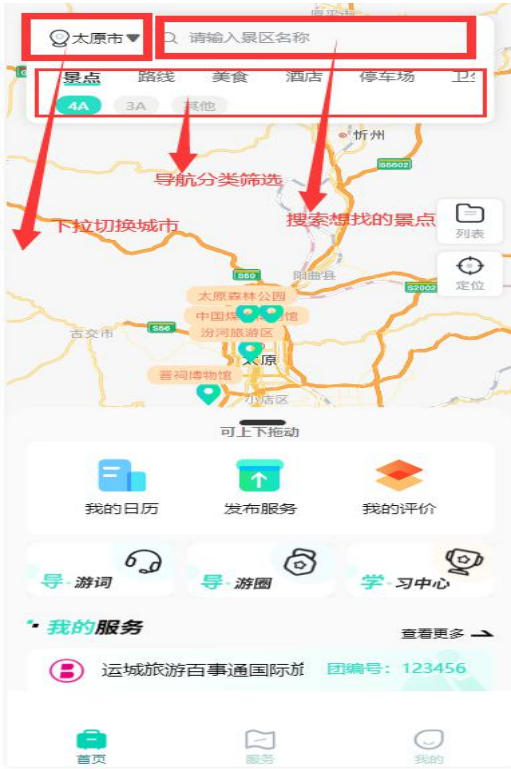 太原市 请输入景区名称
景点 路线 美食 酒店 停车场
4A 3A 其他
忻州
S5602
导航分类筛选
下拉切换城市
搜索想找的景点
列表
定位
S50 阳曲县
S2002
太原森林公园
古交市 S56
汾河旅游区
太原
晋祠博物馆
小店区
可上下拖动
我的日历 发布服务 我的评价
导·游词 导·游圈 学·习中心
我的服务 查看更多
运城旅游百事通国际旅 团编号：123456
首页 服务 我的